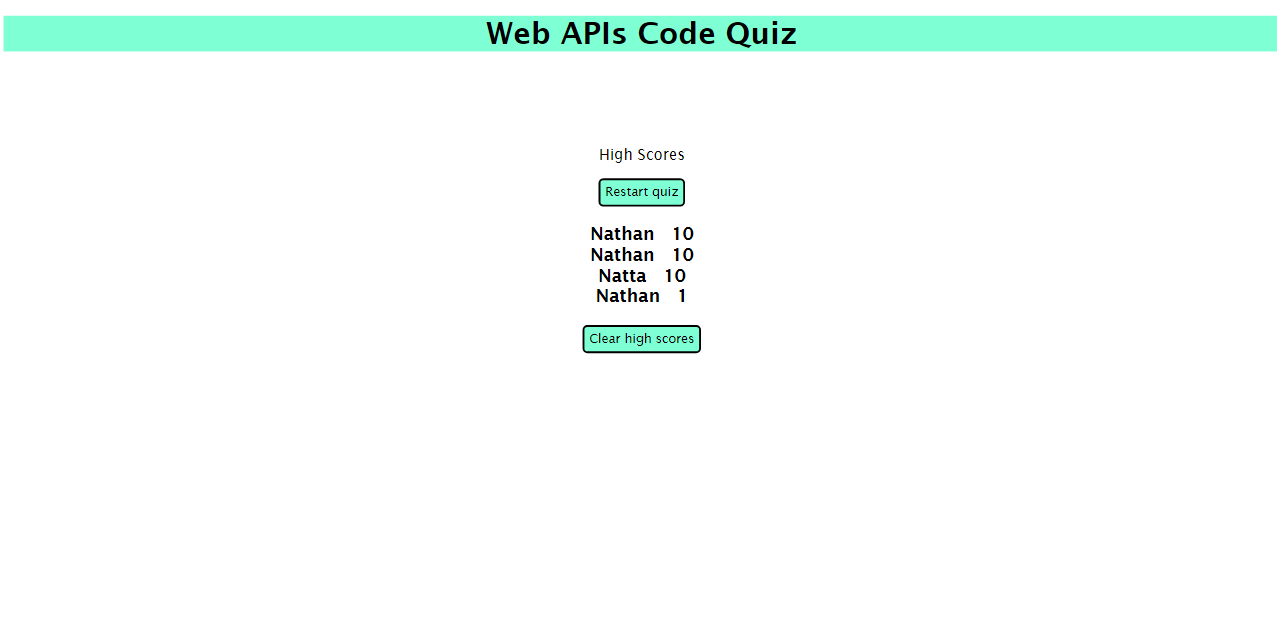 Web APIs Code Quiz
High Scores
Restart quiz
Nathan 10
Nathan 10
Natta 10
Nathan 1
Clear high scores